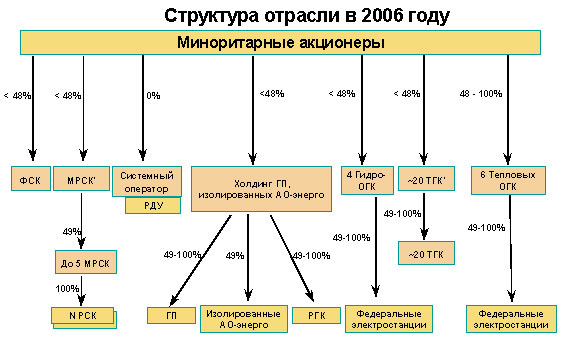 Структура отрасли в 2006 году
Миноритарные акционеры
< 48%
< 48%
0%
<48%
< 48%
< 48%
48 - 100%
ФСК
МРСК*
Системный
оператор
РДУ
Холдинг ГП,
изолированных АО-энерго
4 Гидро-
ОГК
~20 ТГК*
6 Тепловых
ОГК
49%
49-100%
49%
49-100%
49-100%
49-100%
49-100%
До 5 МРСК
~20 ТГК
100%
N РСК
ГП
Изолированные
АО-энерго
РГК
Федеральные
электростанции
Федеральные
электростанции